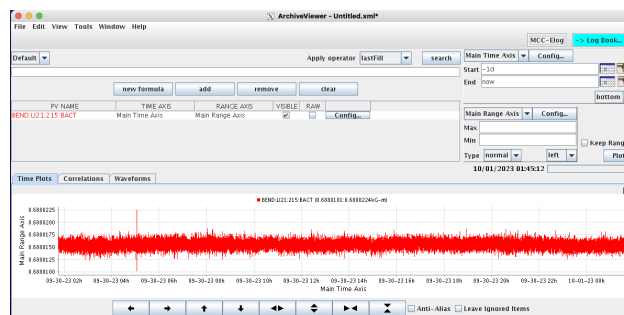 ArchiveViewer - Untitled.xml*
File Edit View Tools Window Help
MCC-Elog -> Log Book...
Default Apply operator lastFill search
Main Time Axis Config...
Start -1d
End now
new formula add remove clear
bottom
PV NAME TIME AXIS RANGE AXIS VISIBLE RAW
BEND:LI21:215:BACT Main Time Axis Main Range Axis Config...
Main Range Axis Config...
Max
Min
Keep Rang
Type normal left Plot
10/01/2023 01:45:12
Time Plots Correlations Waveforms
BEND:LI21:215:BACT (0.6880101:0.6880224kG-m)
0.6880225
0.6880200
0.6880175
0.6880150
0.6880125
0.6880100
Main Range Axis
09-30-23 02h 09-30-23 04h 09-30-23 06h 09-30-23 08h 09-30-23 10h 09-30-23 12h 09-30-23 14h 09-30-23 16h 09-30-23 18h 09-30-23 20h 09-30-23 22h 10-01-23 00h
Main Time Axis
Anti-Alias Leave Ignored Items